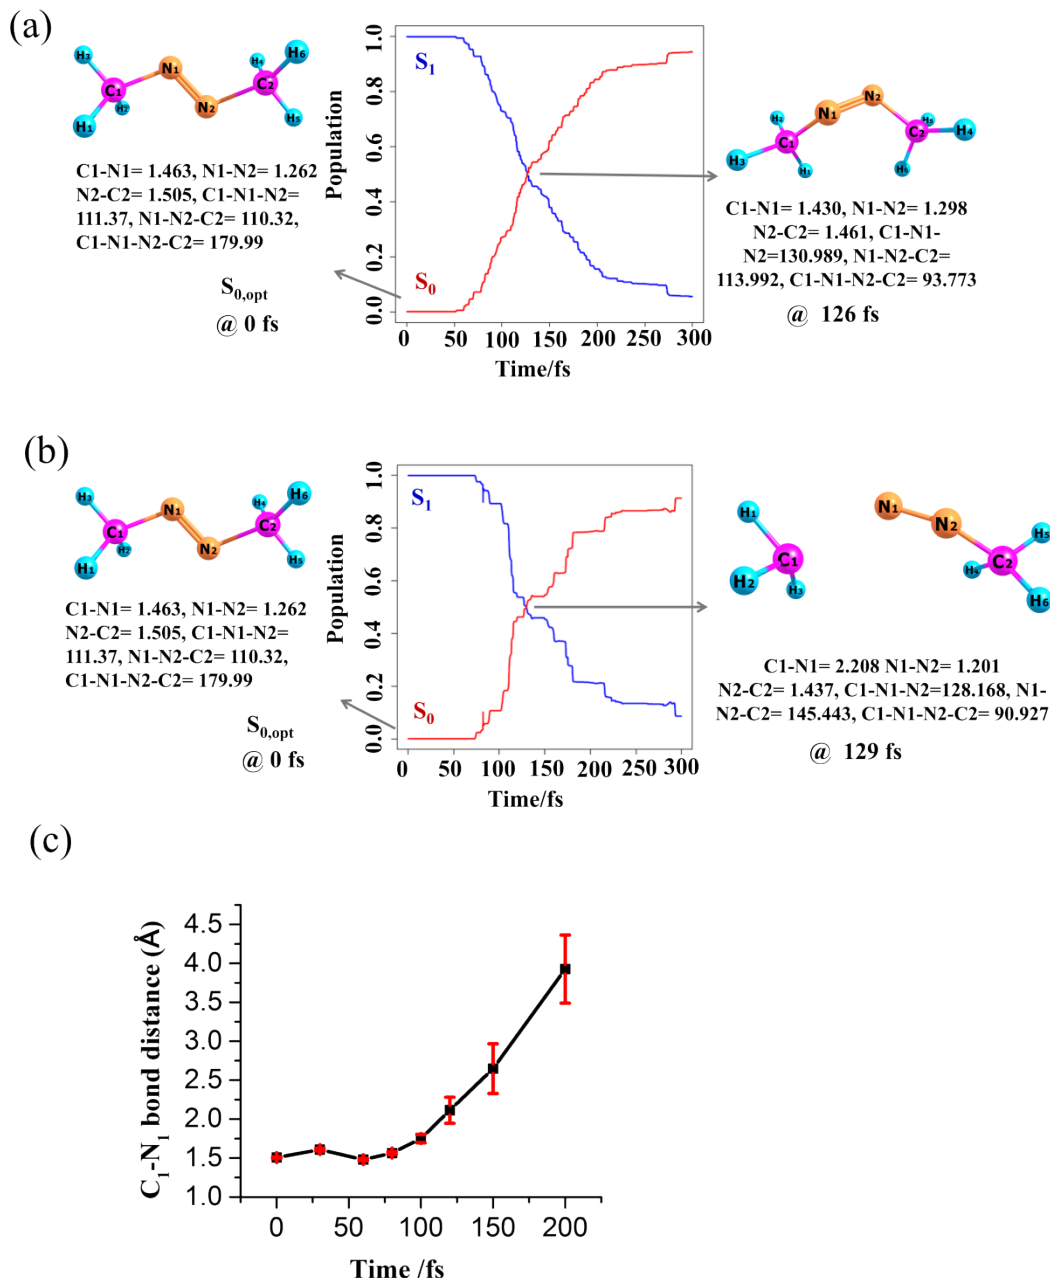 (a)
H3
H1
H2
C1
N1
N2
C2
H4
H6
H5
C1-N1= 1.463, N1-N2= 1.262
N2-C2= 1.505, C1-N1-N2=
111.37, N1-N2-C2= 110.32,
C1-N1-N2-C2= 179.99
S0,opt
@ 0 fs
Population
1.0
0.8
0.6
0.4
0.2
0.0
S1
S0
0 50 100 150 200 250 300
Time/fs
H2
H3
C1
H1
N1
N2
C2
H5
H4
C1-N1= 1.430, N1-N2= 1.298
N2-C2= 1.461, C1-N1-
N2=130.989, N1-N2-C2=
113.992, C1-N1-N2-C2= 93.773
@ 126 fs
(b)
H3
H1
H2
C1
N1
N2
C2
H4
H6
H5
C1-N1= 1.463, N1-N2= 1.262
N2-C2= 1.505, C1-N1-N2=
111.37, N1-N2-C2= 110.32,
C1-N1-N2-C2= 179.99
S0,opt
@ 0 fs
Population
1.0
0.8
0.6
0.4
0.2
0.0
S1
S0
0 50 100 150 200 250 300
Time/fs
H1
H2
C1
H3
N1
N2
C2
H4
H5
H6
C1-N1= 2.208 N1-N2= 1.201
N2-C2= 1.437, C1-N1-N2=128.168, N1-
N2-C2= 145.443, C1-N1-N2-C2= 90.927
@ 129 fs
(c)
C1-N1 bond distance (Å)
4.5
4.0
3.5
3.0
2.5
2.0
1.5
1.0
0 50 100 150 200
Time /fs